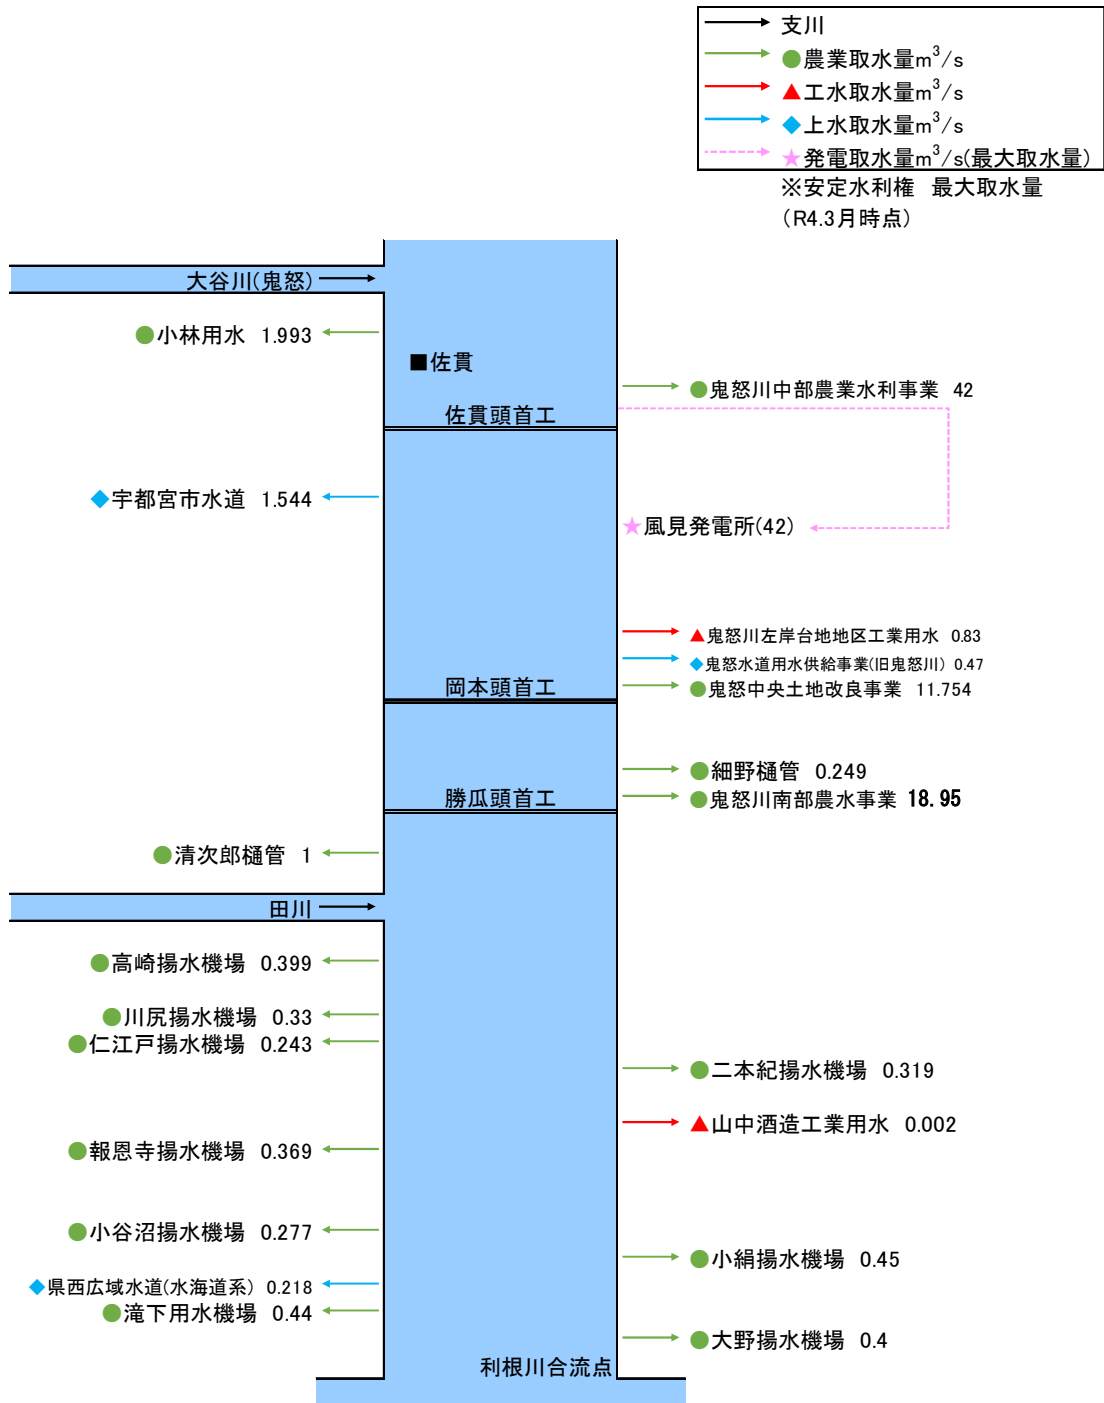 支川
●農業取水量m³/s
▲工水取水量m³/s
◆上水取水量m³/s
★発電取水量m³/s(最大取水量)
※安定水利権　最大取水量
（R4.3月時点）
大谷川(鬼怒)
●小林用水 1.993
■佐貫
●鬼怒川中部農業水利事業 42
佐貫頭首工
◆宇都宮市水道 1.544
★風見発電所(42)
▲鬼怒川左岸台地地区工業用水 0.83
◆鬼怒水道用水供給事業(旧鬼怒川) 0.47
岡本頭首工
●鬼怒中央土地改良事業 11.754
●細野樋管 0.249
勝瓜頭首工
●鬼怒川南部農水事業 18.95
●清次郎樋管 1
田川
●高崎揚水機場 0.399
●川尻揚水機場 0.33
●仁江戸揚水機場 0.243
●二本紀揚水機場 0.319
▲山中酒造工業用水 0.002
●報恩寺揚水機場 0.369
●小谷沼揚水機場 0.277
●小絹揚水機場 0.45
◆県西広域水道(水海道系) 0.218
●滝下用水機場 0.44
●大野揚水機場 0.4
利根川合流点